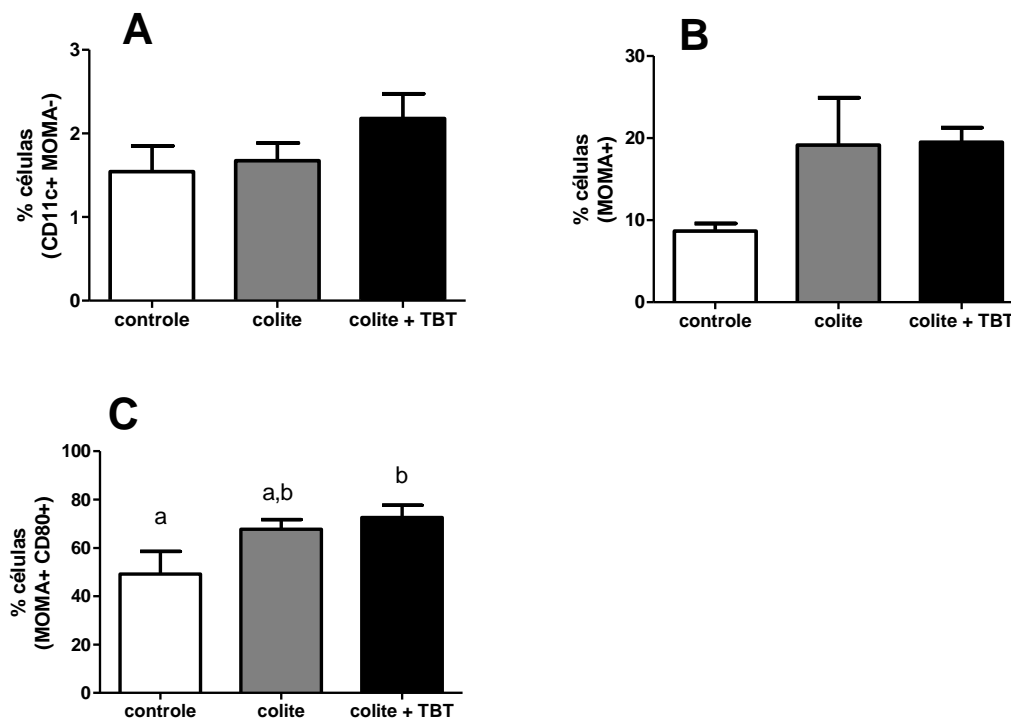 A
% células
(CD11c+ MOMA-)
3
2
1
0
controle
colite
colite + TBT
B
% células
(MOMA+)
30
20
10
0
controle
colite
colite + TBT
C
% células
(MOMA+ CD80+)
100
80
60
40
20
0
a
a,b
b
controle
colite
colite + TBT